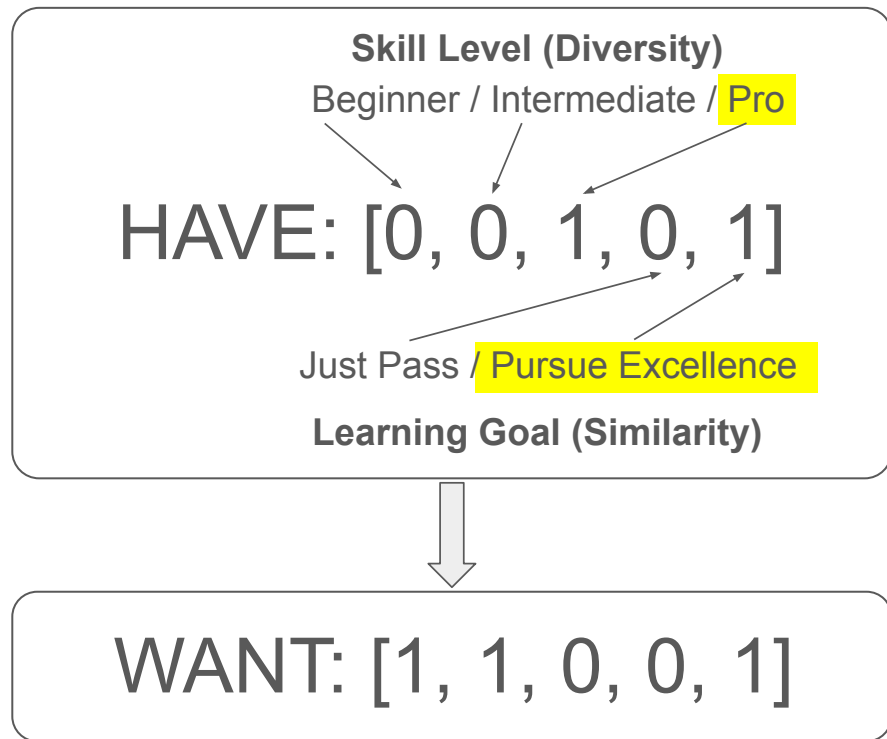 Skill Level (Diversity)
Beginner / Intermediate / Pro
HAVE: [0, 0, 1, 0, 1]
Just Pass / Pursue Excellence
Learning Goal (Similarity)
WANT: [1, 1, 0, 0, 1]